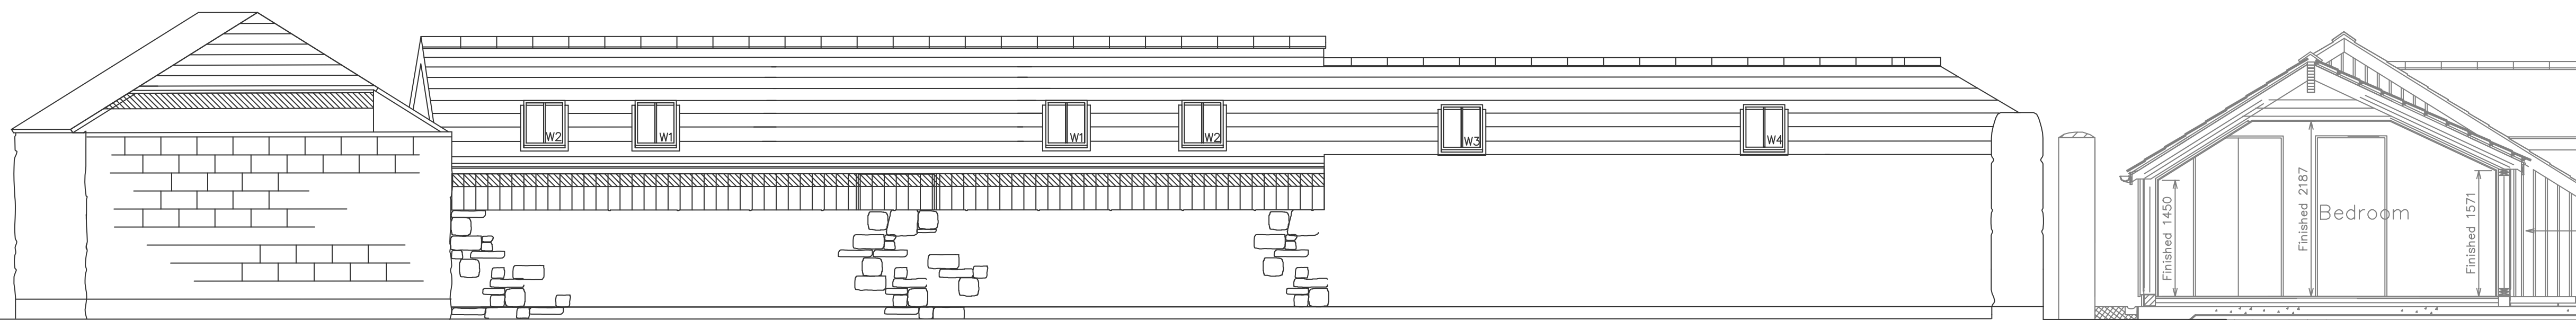 W2
W1
W1
W2
W3
W4
Finished 1450
Finished 2187
Bedroom
Finished 1571